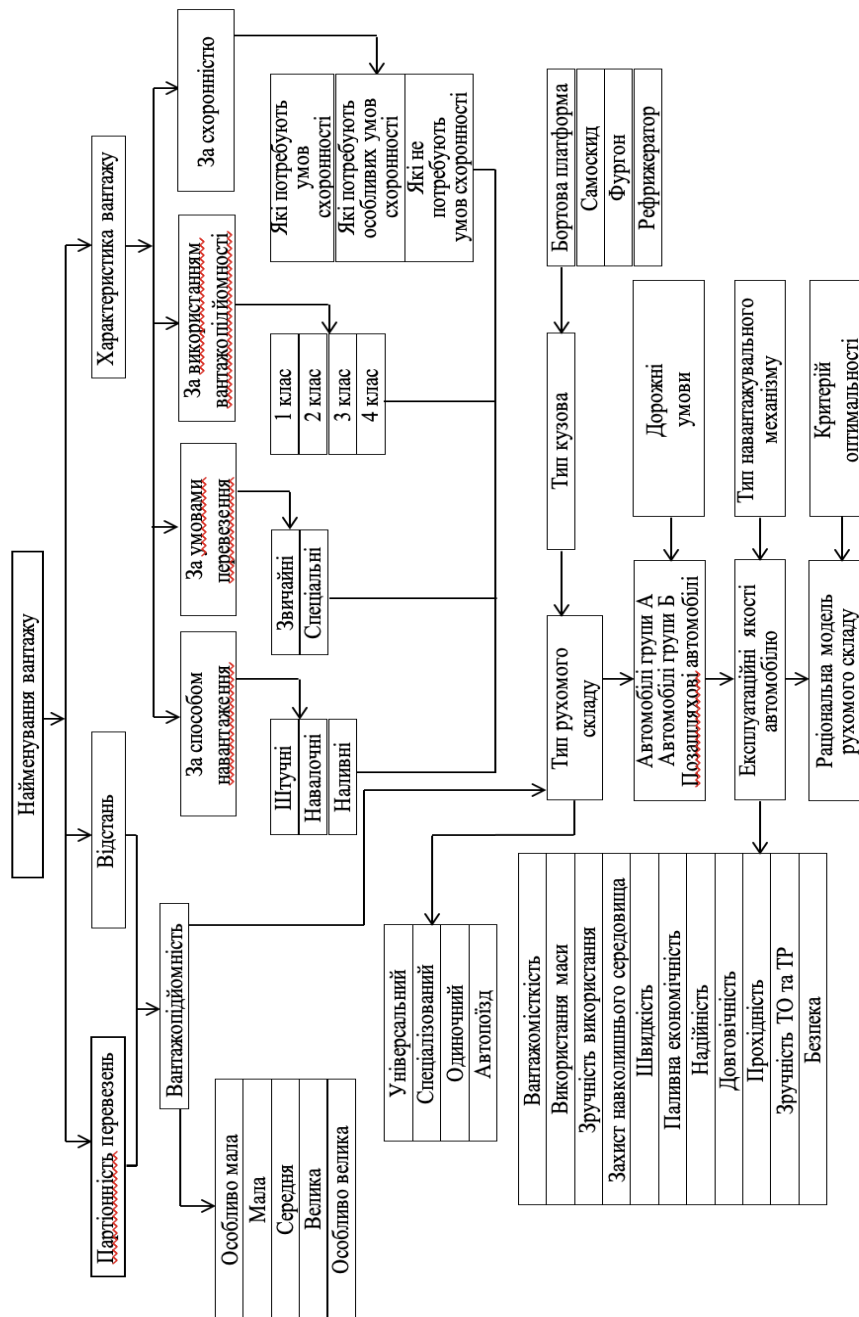 Найменування вантажу
Партіонність перевезень
Відстань
Характеристика вантажу
Вантажопідйомність
За способом
навантаження
За умовами
перевезення
За використанням
вантажопідйомності
За схоронністю
Особливо мала
Мала
Середня
Велика
Особливо велика
Штучні
Навалочні
Наливні
Звичайні
Спеціальні
1 клас
2 клас
3 клас
4 клас
Які потребують
умов
схоронності
Які потребують
особливих умов
схоронності
Які не
потребують
умов схоронності
Універсальний
Спеціалізований
Одиночний
Автопоїзд
Тип рухомого
складу
Тип кузова
Бортова платформа
Самоскид
Фургон
Рефрижератор
Автомобілі групи А
Автомобілі групи Б
Позашляхові автомобілі
Дорожні
умови
Вантажомісткість
Використання маси
Зручність використання
Захист навколишнього середовища
Швидкість
Паливна економічність
Надійність
Довговічність
Прохідність
Зручність ТО та ТР
Безпека
Експлуатаційні якості
автомобілю
Тип навантажувального
механізму
Раціональна модель
рухомого складу
Критерій
оптимальності